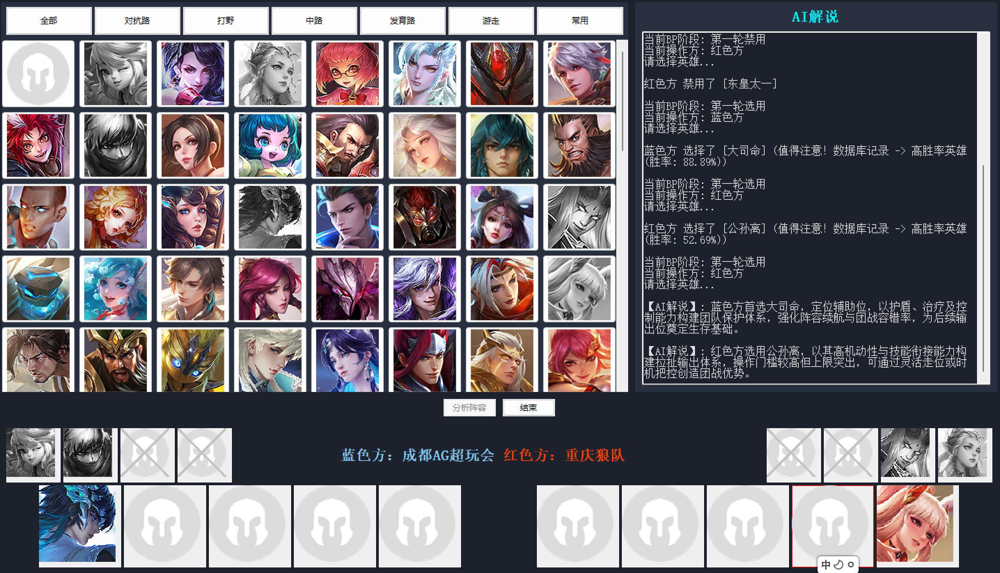 全部 对抗路 打野 中路 发育路 游走 常用
AI解说
当前BP阶段: 第一轮禁用
当前操作方: 红色方
请选择英雄...
红色方 禁用了 [东皇太一]
当前BP阶段: 第一轮选用
当前操作方: 蓝色方
请选择英雄...
蓝色方 选择了 [大司命] (值得注意! 数据库记录 -> 高胜率英雄
(胜率: 88.89%))
当前BP阶段: 第一轮选用
当前操作方: 红色方
请选择英雄...
红色方 选择了 [公孙离] (值得注意! 数据库记录 -> 高胜率英雄
(胜率: 52.69%))
当前BP阶段: 第一轮选用
当前操作方: 红色方
请选择英雄...
【AI解说】: 蓝色方首选大司命，定位辅助位，以护盾、治疗及控
制能力构建团队保护体系，强化阵容续航与团战容错率，为后续输
出位奠定生存基础。
【AI解说】: 红色方选用公孙离，以其高机动性与技能衔接能力构
建拉扯输出体系，操作门槛较高但上限突出，可通过灵活走位或时
机把控创造团战优势。
分析阵容 结束
蓝色方: 成都AG超玩会 红色方: 重庆狼队
中